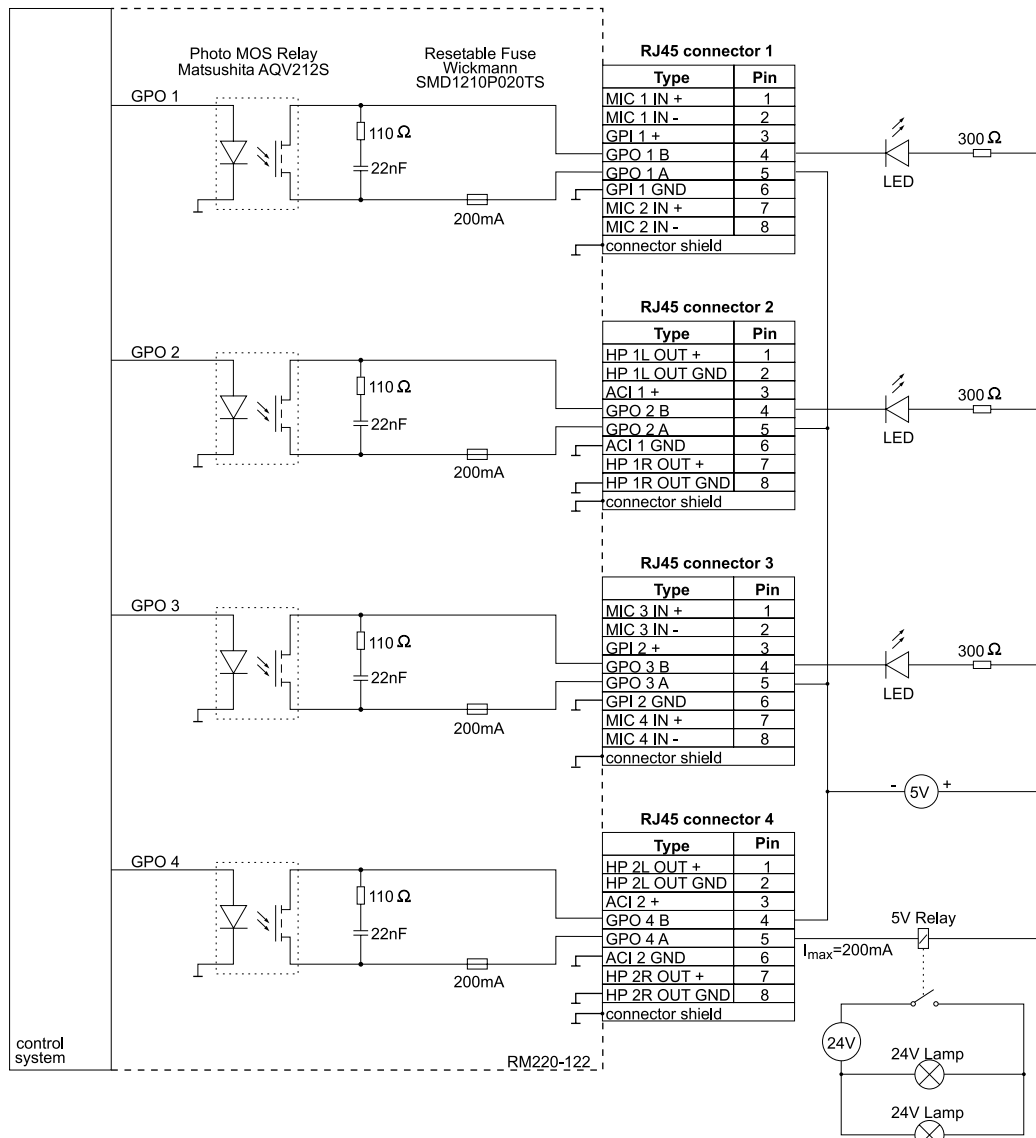 Photo MOS Relay
Matsushita AQV212S
Resetable Fuse
Wickmann
SMD1210P020TS
GPO 1
110 Ω
22nF
200mA
RJ45 connector 1
Type Pin
MIC 1 IN + 1
MIC 1 IN - 2
GPI 1 + 3
GPO 1 B 4
GPO 1 A 5
GPI 1 GND 6
MIC 2 IN + 7
MIC 2 IN - 8
connector shield
LED
300 Ω
GPO 2
110 Ω
22nF
200mA
RJ45 connector 2
Type Pin
HP 1L OUT + 1
HP 1L OUT GND 2
ACI 1 + 3
GPO 2 B 4
GPO 2 A 5
ACI 1 GND 6
HP 1R OUT + 7
HP 1R OUT GND 8
connector shield
LED
300 Ω
GPO 3
110 Ω
22nF
200mA
RJ45 connector 3
Type Pin
MIC 3 IN + 1
MIC 3 IN - 2
GPI 2 + 3
GPO 3 B 4
GPO 3 A 5
GPI 2 GND 6
MIC 4 IN + 7
MIC 4 IN - 8
connector shield
LED
300 Ω
- 5V +
GPO 4
110 Ω
22nF
200mA
RJ45 connector 4
Type Pin
HP 2L OUT + 1
HP 2L OUT GND 2
ACI 2 + 3
GPO 4 B 4
GPO 4 A 5
ACI 2 GND 6
HP 2R OUT + 7
HP 2R OUT GND 8
connector shield
5V Relay
Imax=200mA
24V
24V Lamp
24V Lamp
control
system
RM220-122